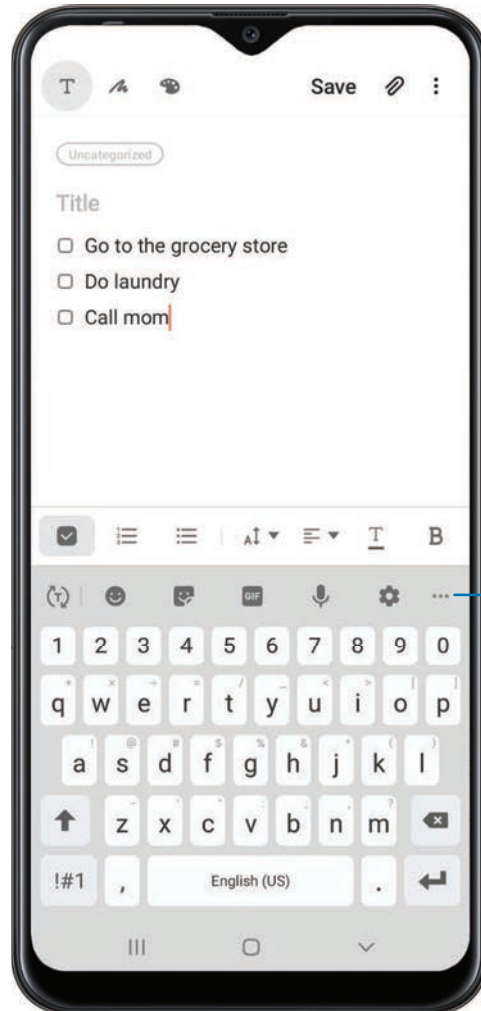 T Save
Uncategorized
Title
Go to the grocery store
Do laundry
Call mom
A T B
T GIF
1 2 3 4 5 6 7 8 9 0
q w e r t y u i o p
a s d f g h j k l
z x c v b n m
!#1 , English (US) .